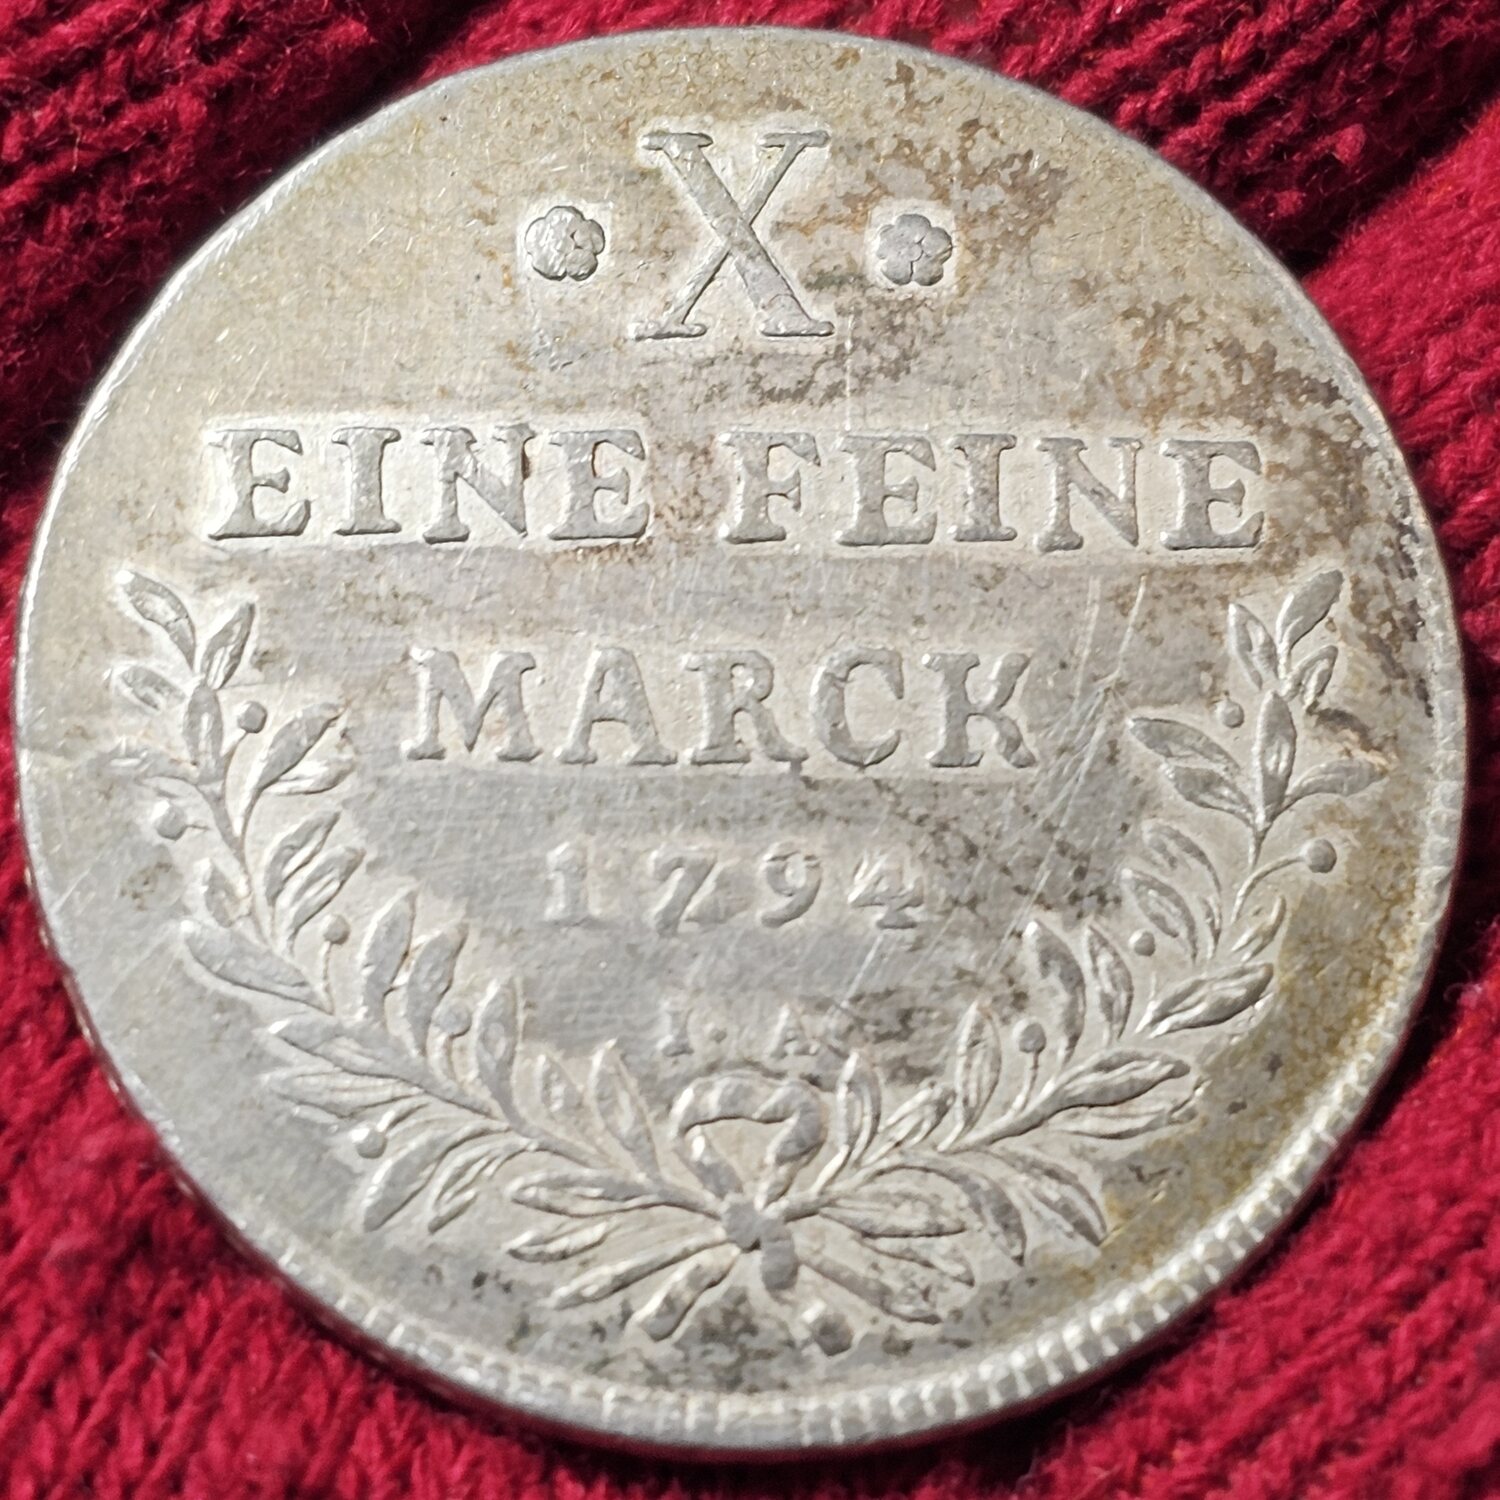 X
EINE FEINE
MARCK
1794
I. A.